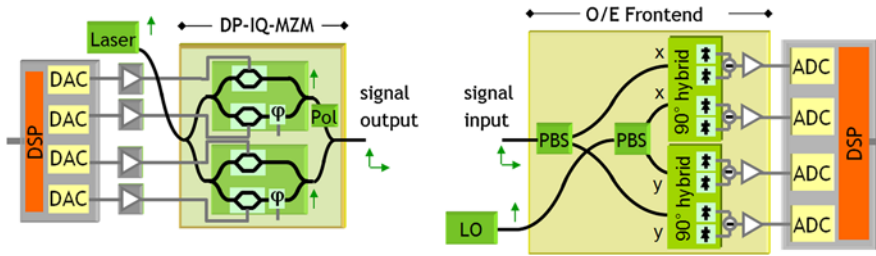 DP-IQ-MZM
Laser
DSP
DAC
DAC
DAC
DAC
φ
Pol
φ
signal
output
O/E Frontend
signal
input
PBS
PBS
LO
x
x
y
y
90° hybrid
90° hybrid
ADC
ADC
ADC
ADC
DSP